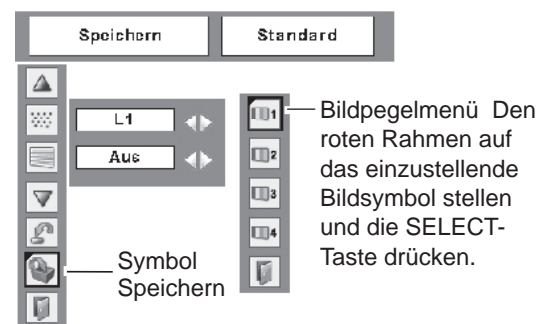 Speichern Standard
L1
Aus
1
2
3
4
Bildpegelmenü Den
roten Rahmen auf
das einzustellende
Bildsymbol stellen
und die SELECT-
Taste drücken.
Symbol
Speichern